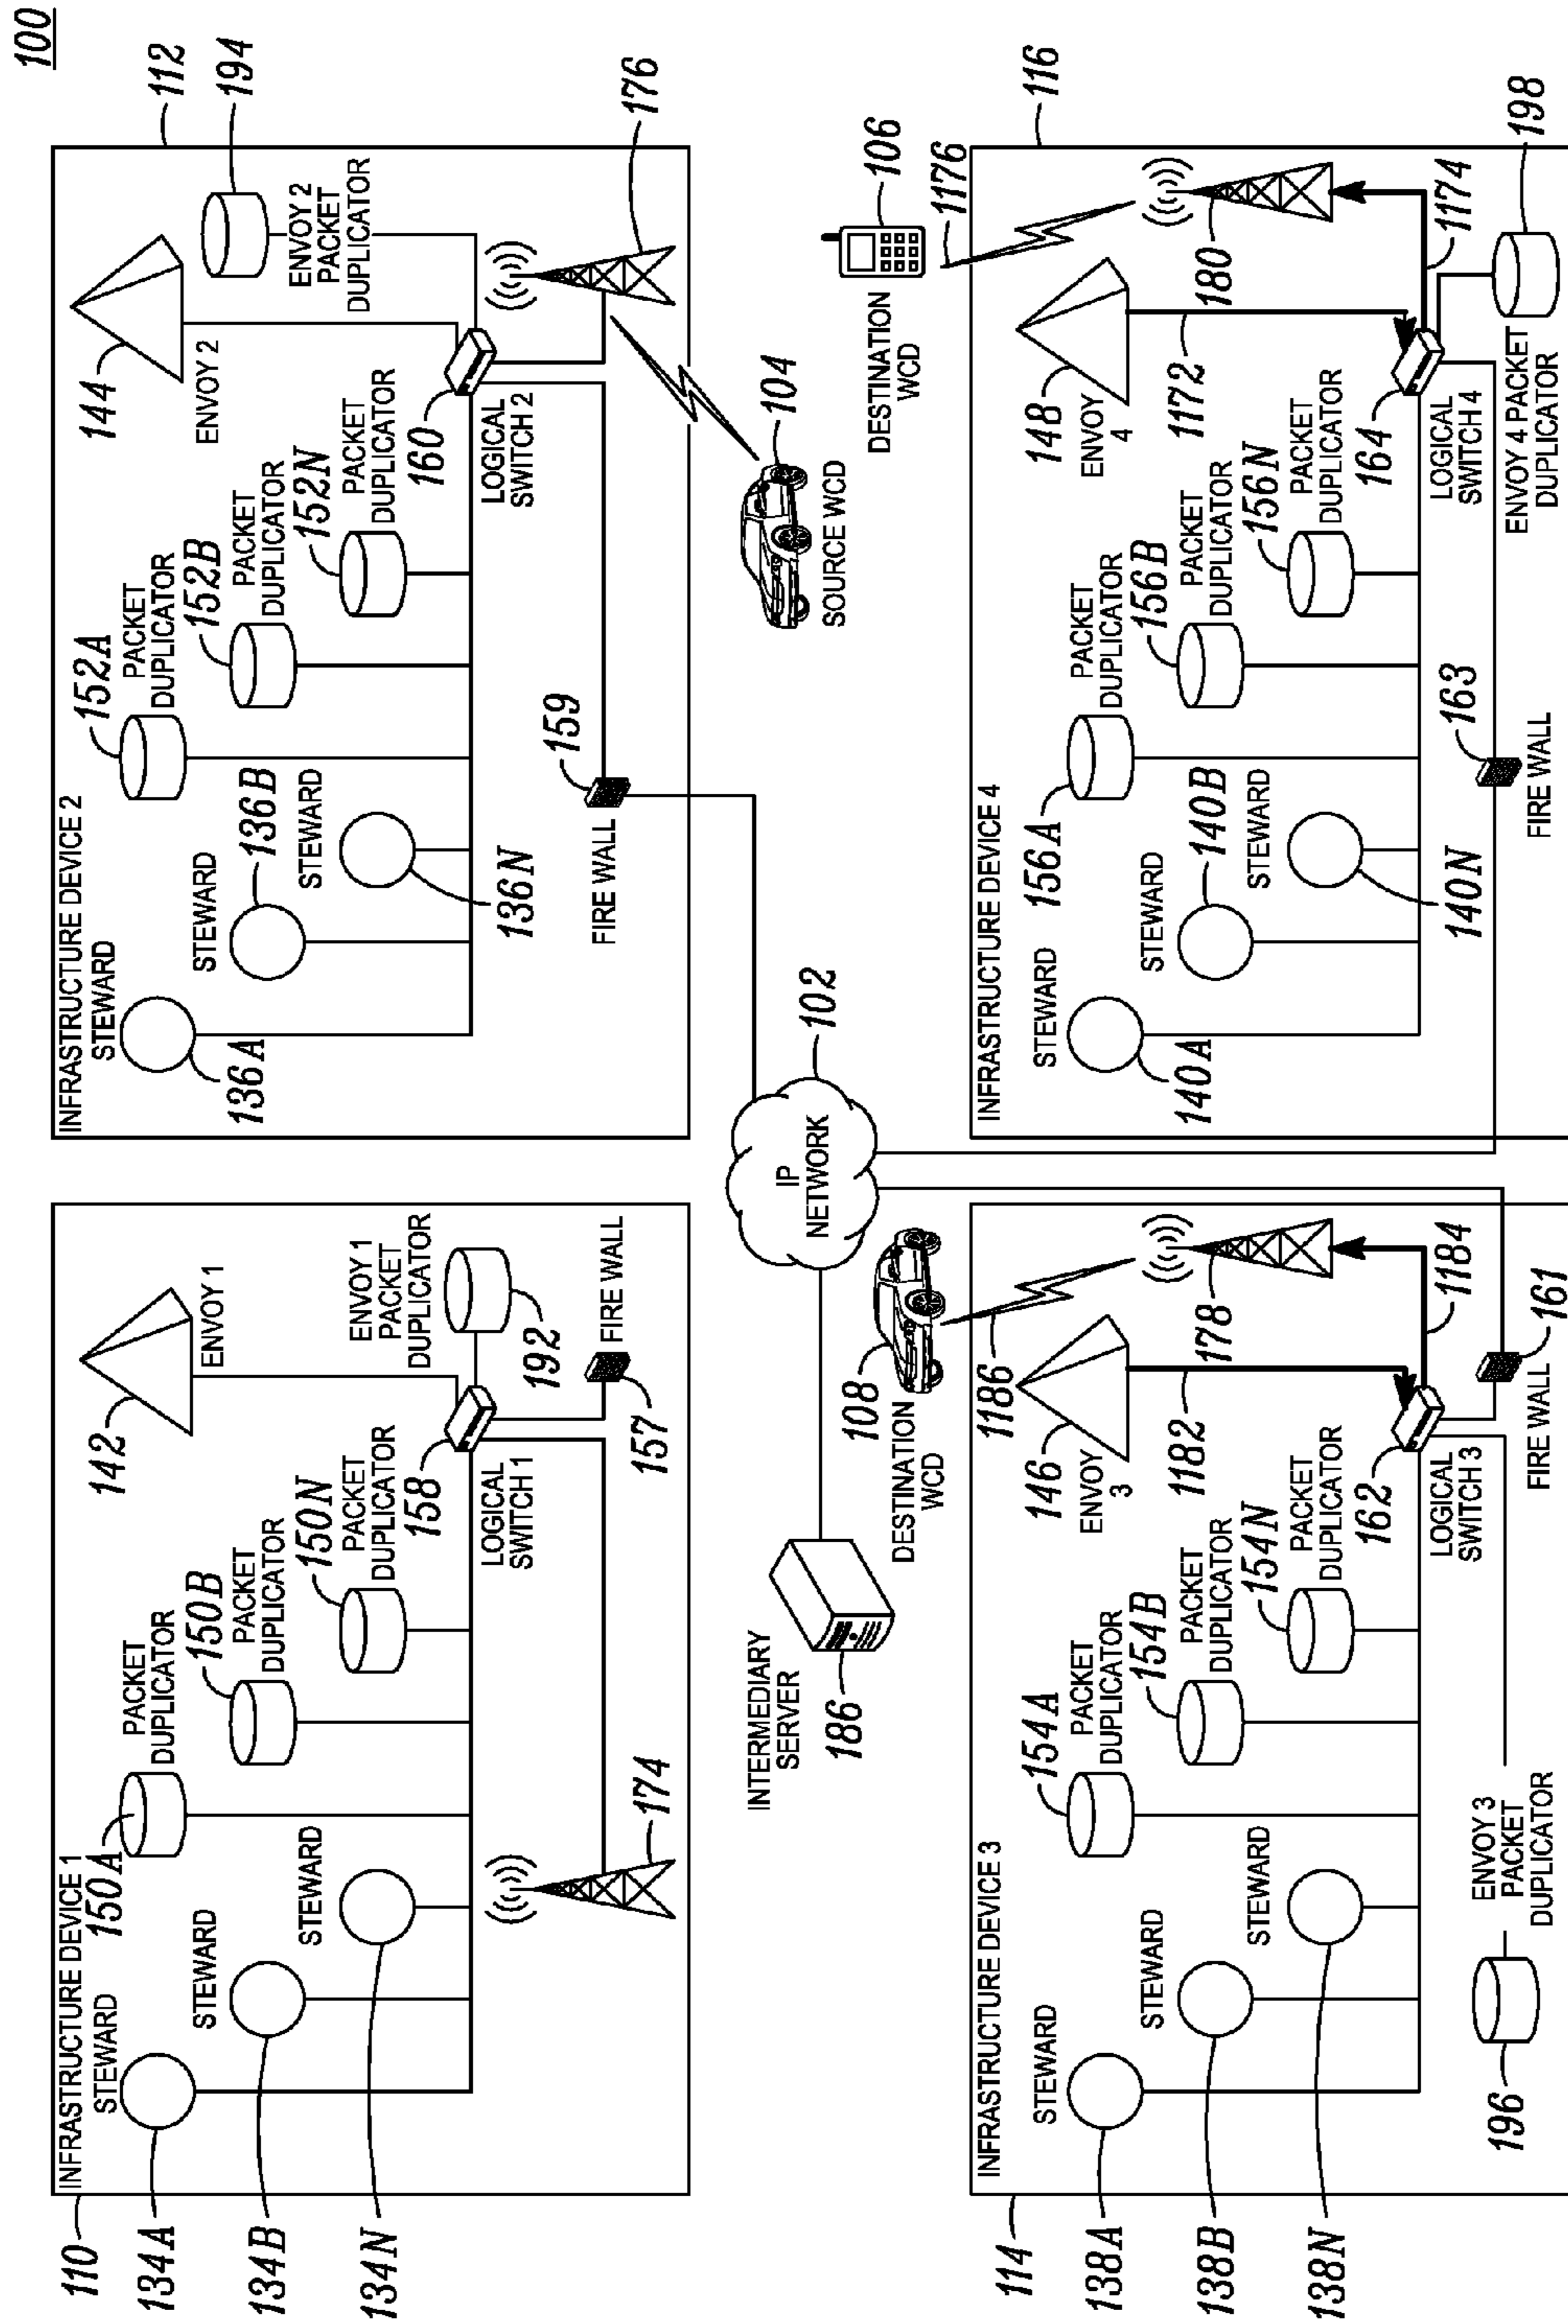 100
INFRASTRUCTURE DEVICE 1
110
STEWARD
134A
STEWARD
134B
STEWARD
134N
150A
PACKET
DUPLICATOR
150B
PACKET
DUPLICATOR
150N
PACKET
DUPLICATOR
142
ENVOY 1
158
LOGICAL
SWITCH 1
ENVOY 1
PACKET
DUPLICATOR
192
FIRE WALL
157
174
INFRASTRUCTURE DEVICE 2
112
STEWARD
136A
STEWARD
136B
STEWARD
136N
152A
PACKET
DUPLICATOR
152B
PACKET
DUPLICATOR
152N
PACKET
DUPLICATOR
144
ENVOY 2
160
LOGICAL
SWITCH 2
194
ENVOY 2
PACKET
DUPLICATOR
159
FIRE WALL
176
INTERMEDIARY
SERVER
186
IP
NETWORK
102
104
SOURCE WCD
106
DESTINATION
WCD
108
DESTINATION
WCD
1176
1186
INFRASTRUCTURE DEVICE 3
114
STEWARD
138A
STEWARD
138B
STEWARD
138N
154A
PACKET
DUPLICATOR
154B
PACKET
DUPLICATOR
154N
PACKET
DUPLICATOR
146
ENVOY
3
1182
178
162
LOGICAL
SWITCH 3
1184
161
FIRE WALL
196
ENVOY 3
PACKET
DUPLICATOR
INFRASTRUCTURE DEVICE 4
116
STEWARD
140A
STEWARD
140B
STEWARD
140N
156A
PACKET
DUPLICATOR
156B
PACKET
DUPLICATOR
156N
PACKET
DUPLICATOR
148
ENVOY
4
1172
180
164
LOGICAL
SWITCH 4
1174
163
FIRE WALL
198
ENVOY 4 PACKET
DUPLICATOR